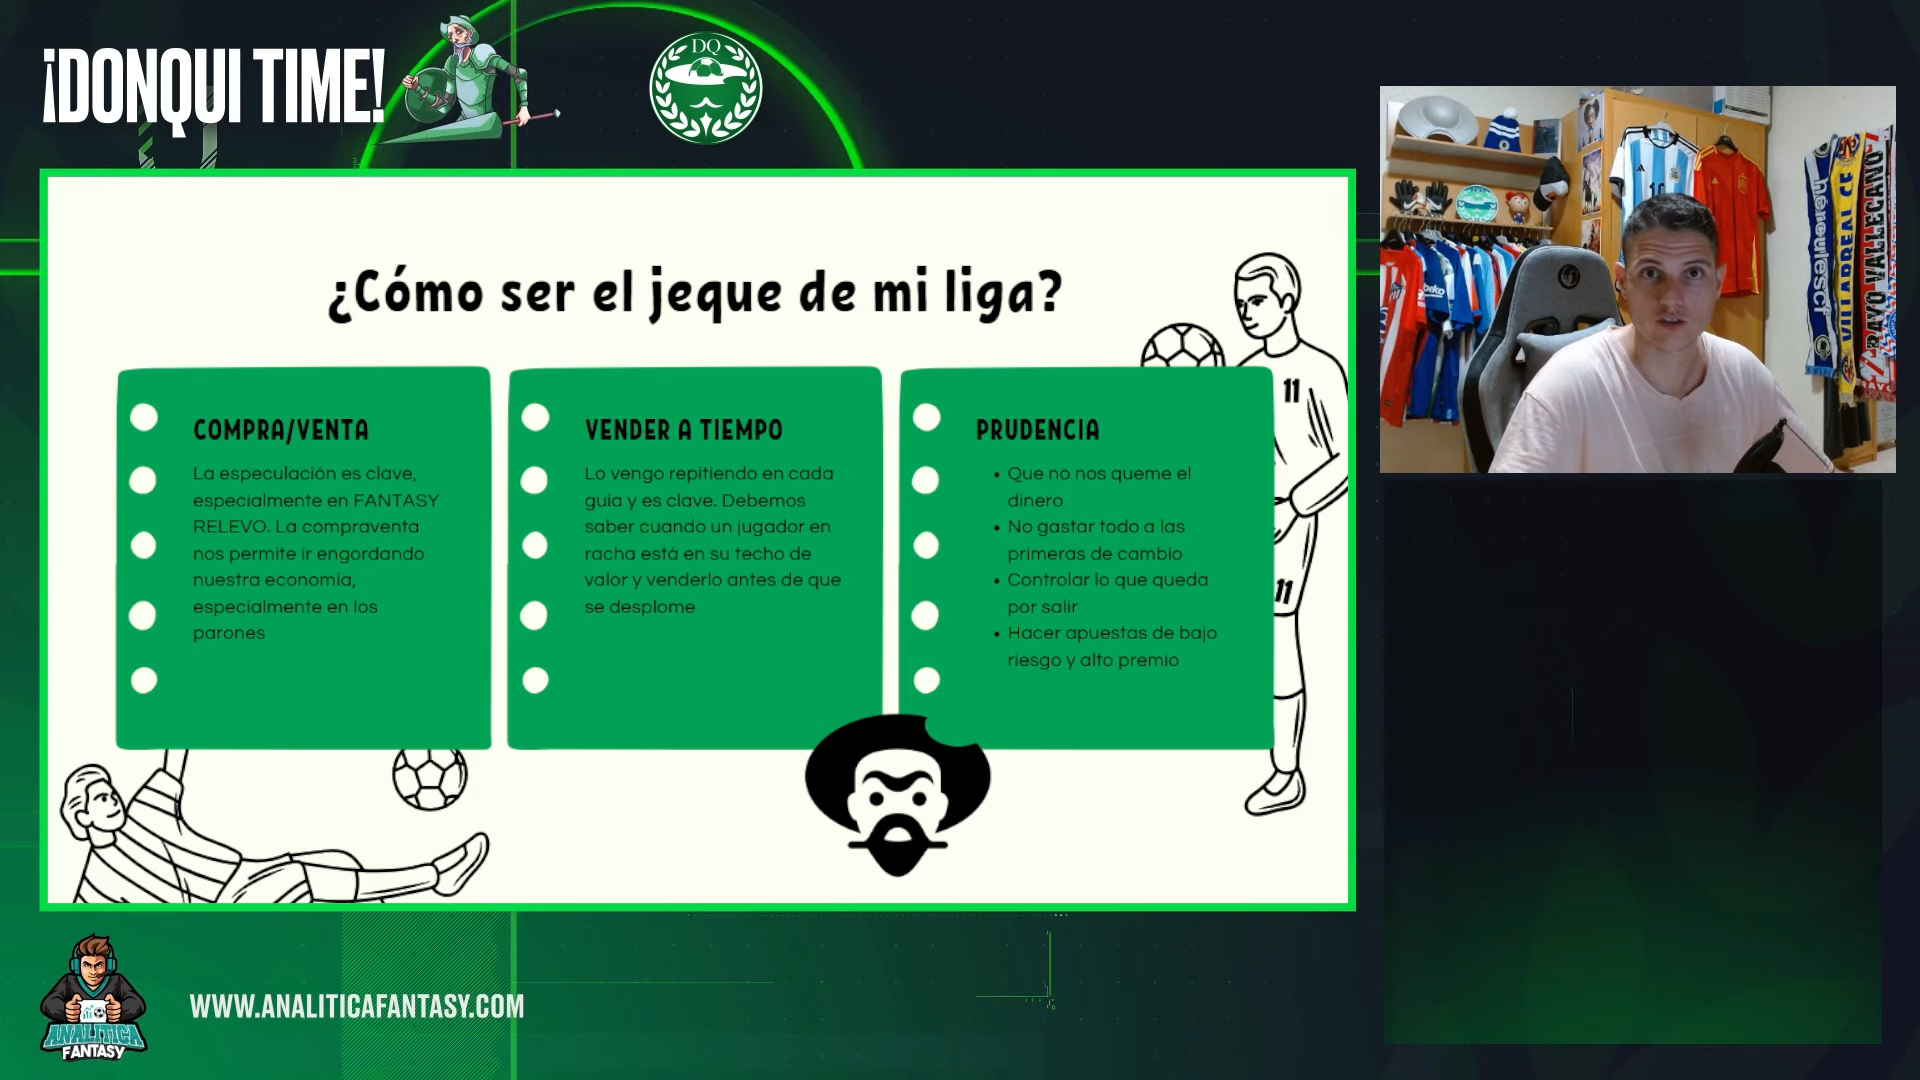 ¡DONQUI TIME!
DQ
¿Cómo ser el jeque de mi liga?
COMPRA/VENTA
La especulación es clave,
especialmente en FANTASY
RELEVO. La compraventa
nos permite ir engordando
nuestra economia,
especialmente en los
parones
VENDER A TIEMPO
Lo vengo repitiendo en cada
guia y es clave. Debemos
saber cuando un jugador en
racha está en su techo de
valor y venderlo antes de que
se desplome
PRUDENCIA
• Que no nos queme el
dinero
• No gastar todo a las
primeras de cambio
• Controlar lo que queda
por salir
• Hacer apuestas de bajo
riesgo y alto premio
11
11
10
beko
hérculescf
VILLARREAL CF
RAYO VALLECANO
ANALITICA
FANTASY
WWW.ANALITICAFANTASY.COM